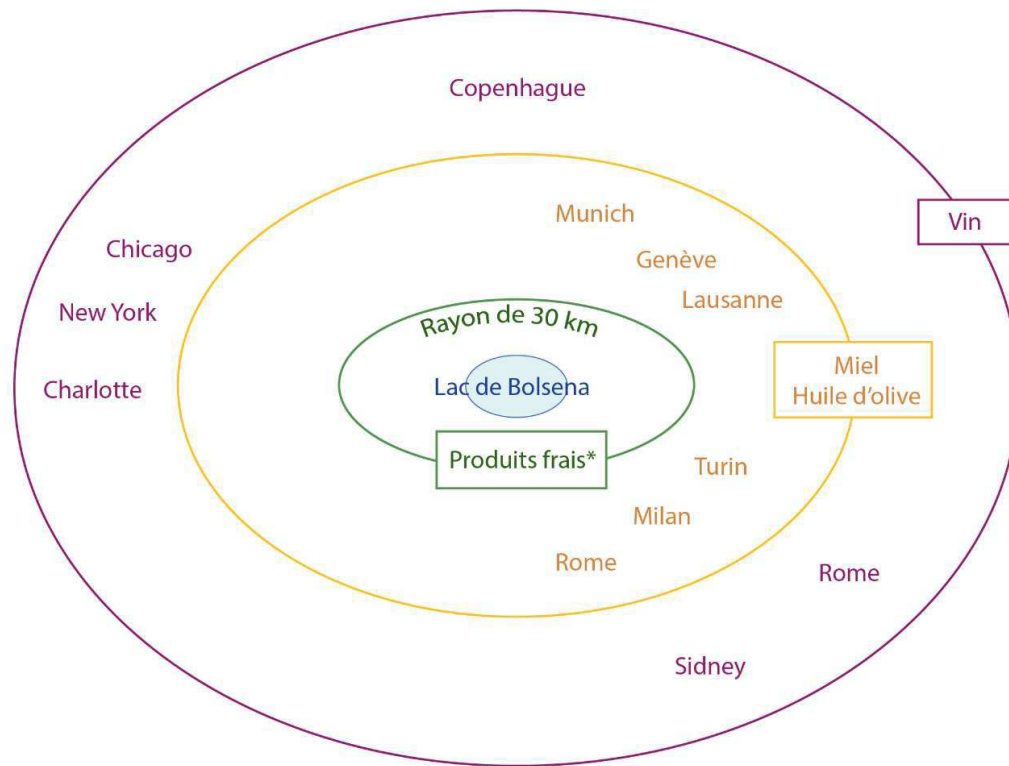 Copenhague
Munich
Vin
Chicago
Genève
Lausanne
New York
Rayon de 30 km
Miel
Huile d'olive
Charlotte
Lac de Bolsena
Produits frais*
Turin
Milan
Rome
Rome
Sidney